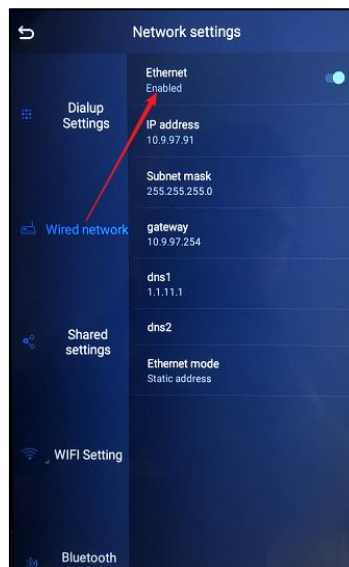 Network settings
Dialup
Settings
Wired network
Shared
settings
WIFI Setting
Bluetooth
Ethernet
Enabled
IP address
10.9.97.91
Subnet mask
255.255.255.0
gateway
10.9.97.254
dns1
1.1.11.1
dns2
Ethernet mode
Static address